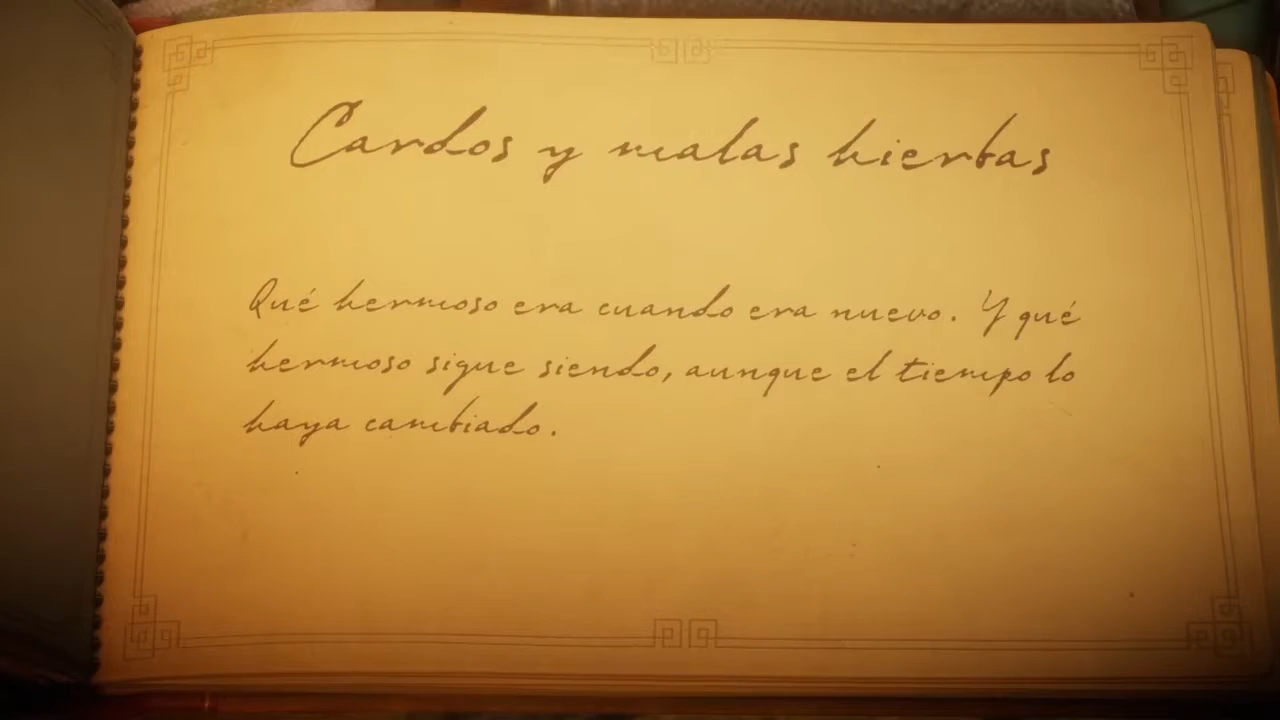 Cardos y malas hierbas
Qué hermoso era cuando era nuevo. Y qué
hermoso sigue siendo, aunque el tiempo lo
haya cambiado.